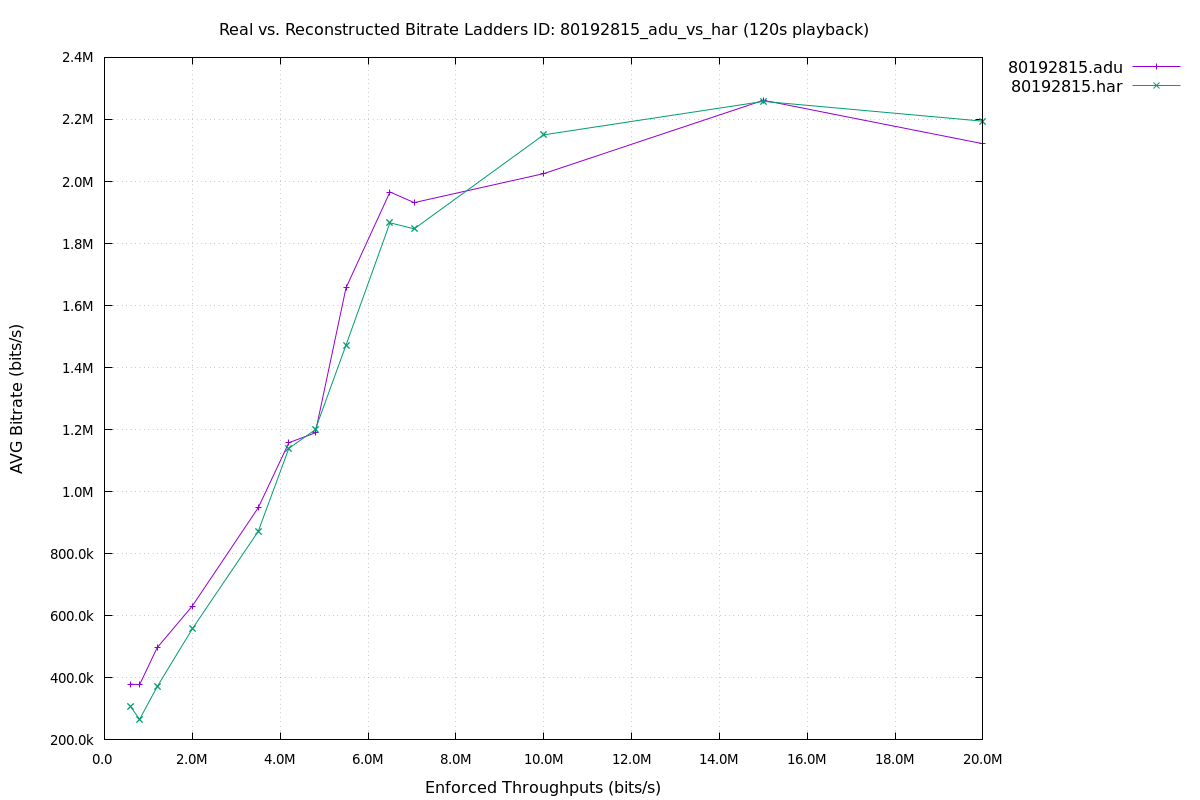 Real vs. Reconstructed Bitrate Ladders ID: 80192815_adu_vs_har (120s playback)
80192815.adu
80192815.har
2.4M
2.2M
2.0M
1.8M
1.6M
1.4M
1.2M
1.0M
800.0k
600.0k
400.0k
200.0k
AVG Bitrate (bits/s)
0.0 2.0M 4.0M 6.0M 8.0M 10.0M 12.0M 14.0M 16.0M 18.0M 20.0M
Enforced Throughputs (bits/s)